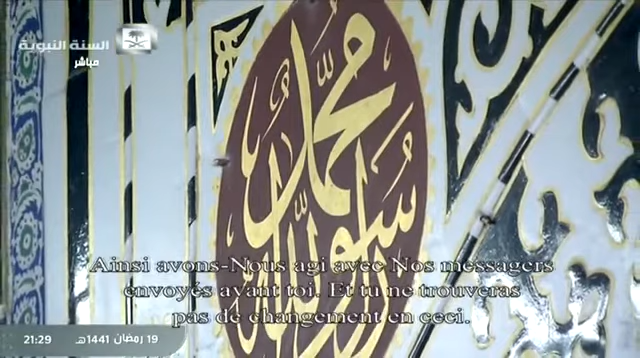 السنة النبوية
مباشر
محمد
رسول
الله
Ainsi avons-Nous agi avec Nos messagers
envoyés avant toi. Et tu ne trouveras
pas de changement en ceci.
21:29 19 رمضان 1441هـ